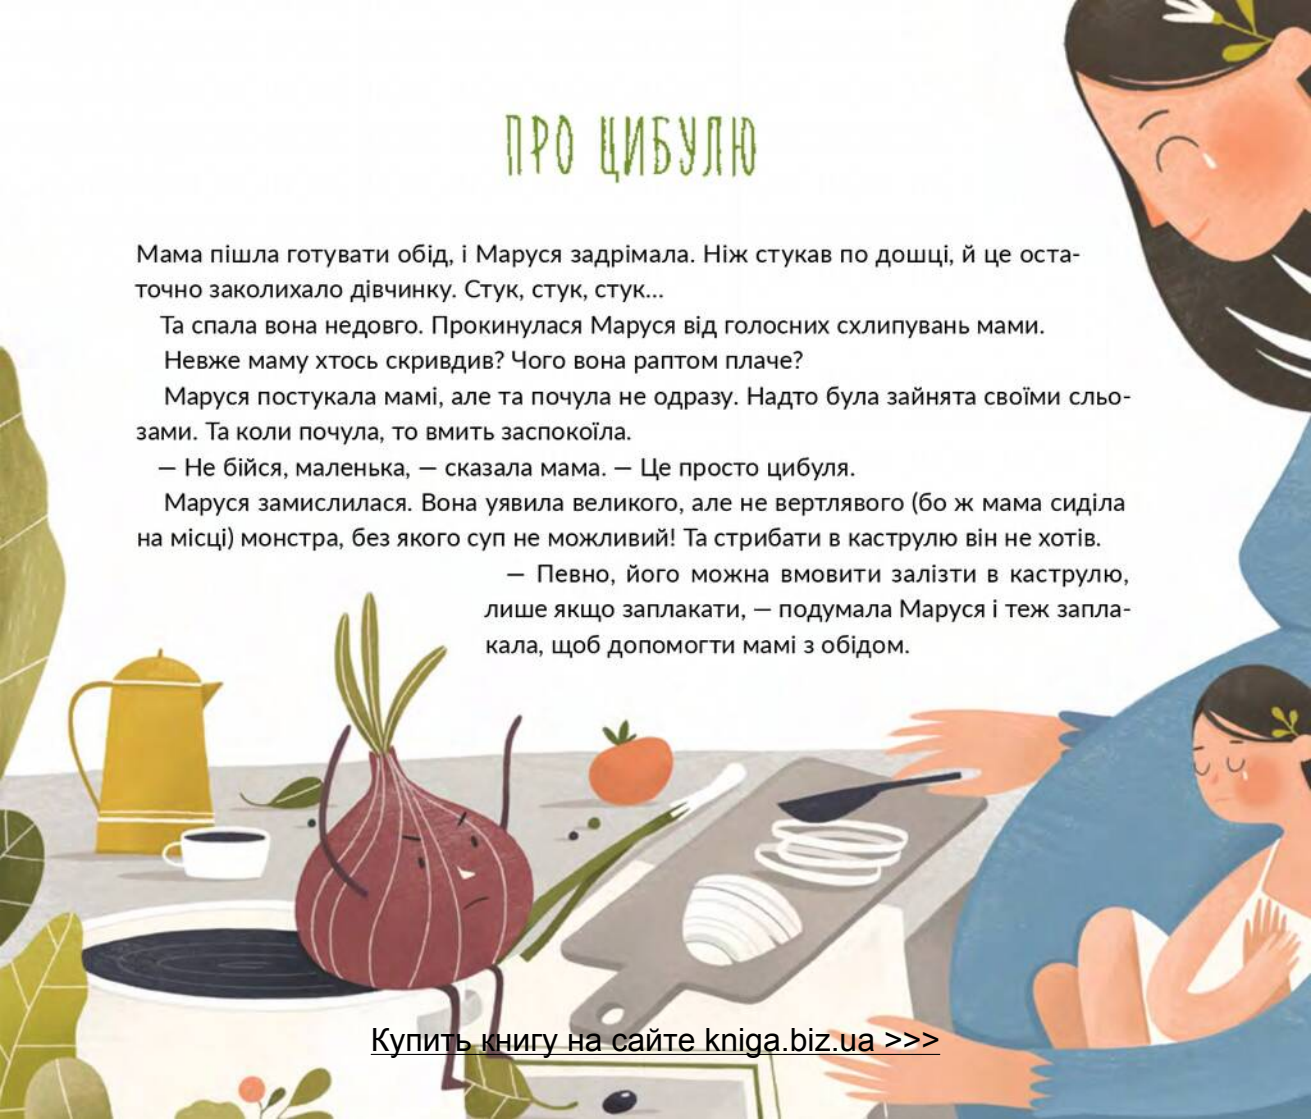 ПРО ЦИБУЛЮ
Мама пішла готувати обід, і Маруся задрімала. Ніж стукав по дошці, й це оста-
точно заколихало дівчинку. Стук, стук, стук...
Та спала вона недовго. Прокинулася Маруся від голосних схлипувань мами.
Невже маму хтось скривдив? Чого вона раптом плаче?
Маруся постукала мамі, але та почула не одразу. Надто була зайнята своїми сльо-
зами. Та коли почула, то вмить заспокоїла.
— Не бійся, маленька, — сказала мама. — Це просто цибуля.
Маруся замислилася. Вона уявила великого, але не вертлявого (бо ж мама сиділа
на місці) монстра, без якого суп не можливий! Та стрибати в каструлю він не хотів.
— Певно, його можна вмовити залізти в каструлю,
лише якщо заплакати, — подумала Маруся і теж запла-
кала, щоб допомогти мамі з обідом.
Купить книгу на сайте kniga.biz.ua >>>